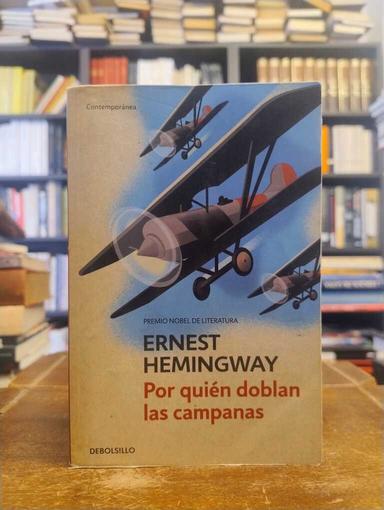 Contemporánea
PREMIO NOBEL DE LITERATURA
ERNEST
HEMINGWAY
Por quién doblan
las campanas
DEBOLSILLO